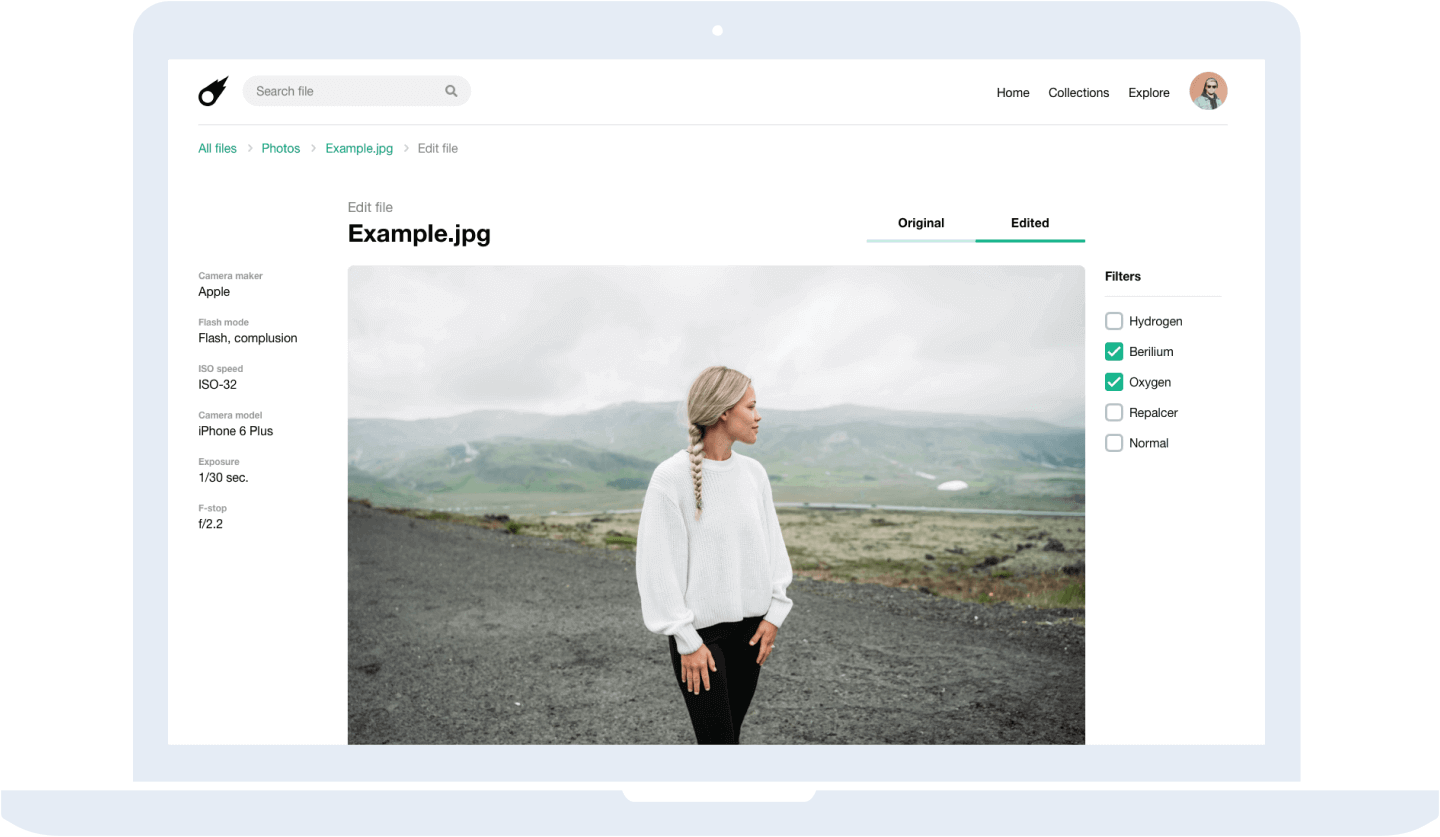 Search file
Home Collections Explore
All files Photos Example.jpg Edit file
Edit file
Example.jpg
Original Edited
Camera maker
Apple
Flash mode
Flash, complusion
ISO speed
ISO-32
Camera model
iPhone 6 Plus
Exposure
1/30 sec.
F-stop
f/2.2
Filters
Hydrogen
Berilium
Oxygen
Repalcer
Normal